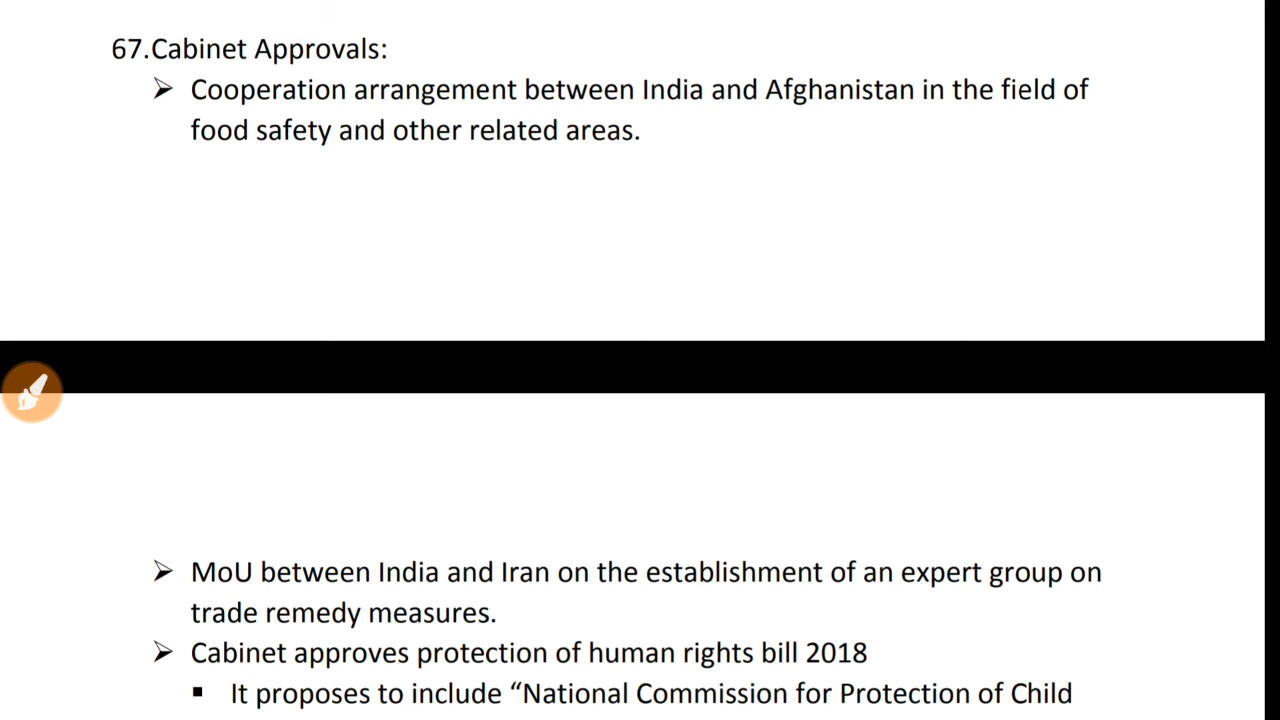 67.Cabinet Approvals:
➢ Cooperation arrangement between India and Afghanistan in the field of
food safety and other related areas.
➢ MoU between India and Iran on the establishment of an expert group on
trade remedy measures.
➢ Cabinet approves protection of human rights bill 2018
▪ It proposes to include “National Commission for Protection of Child